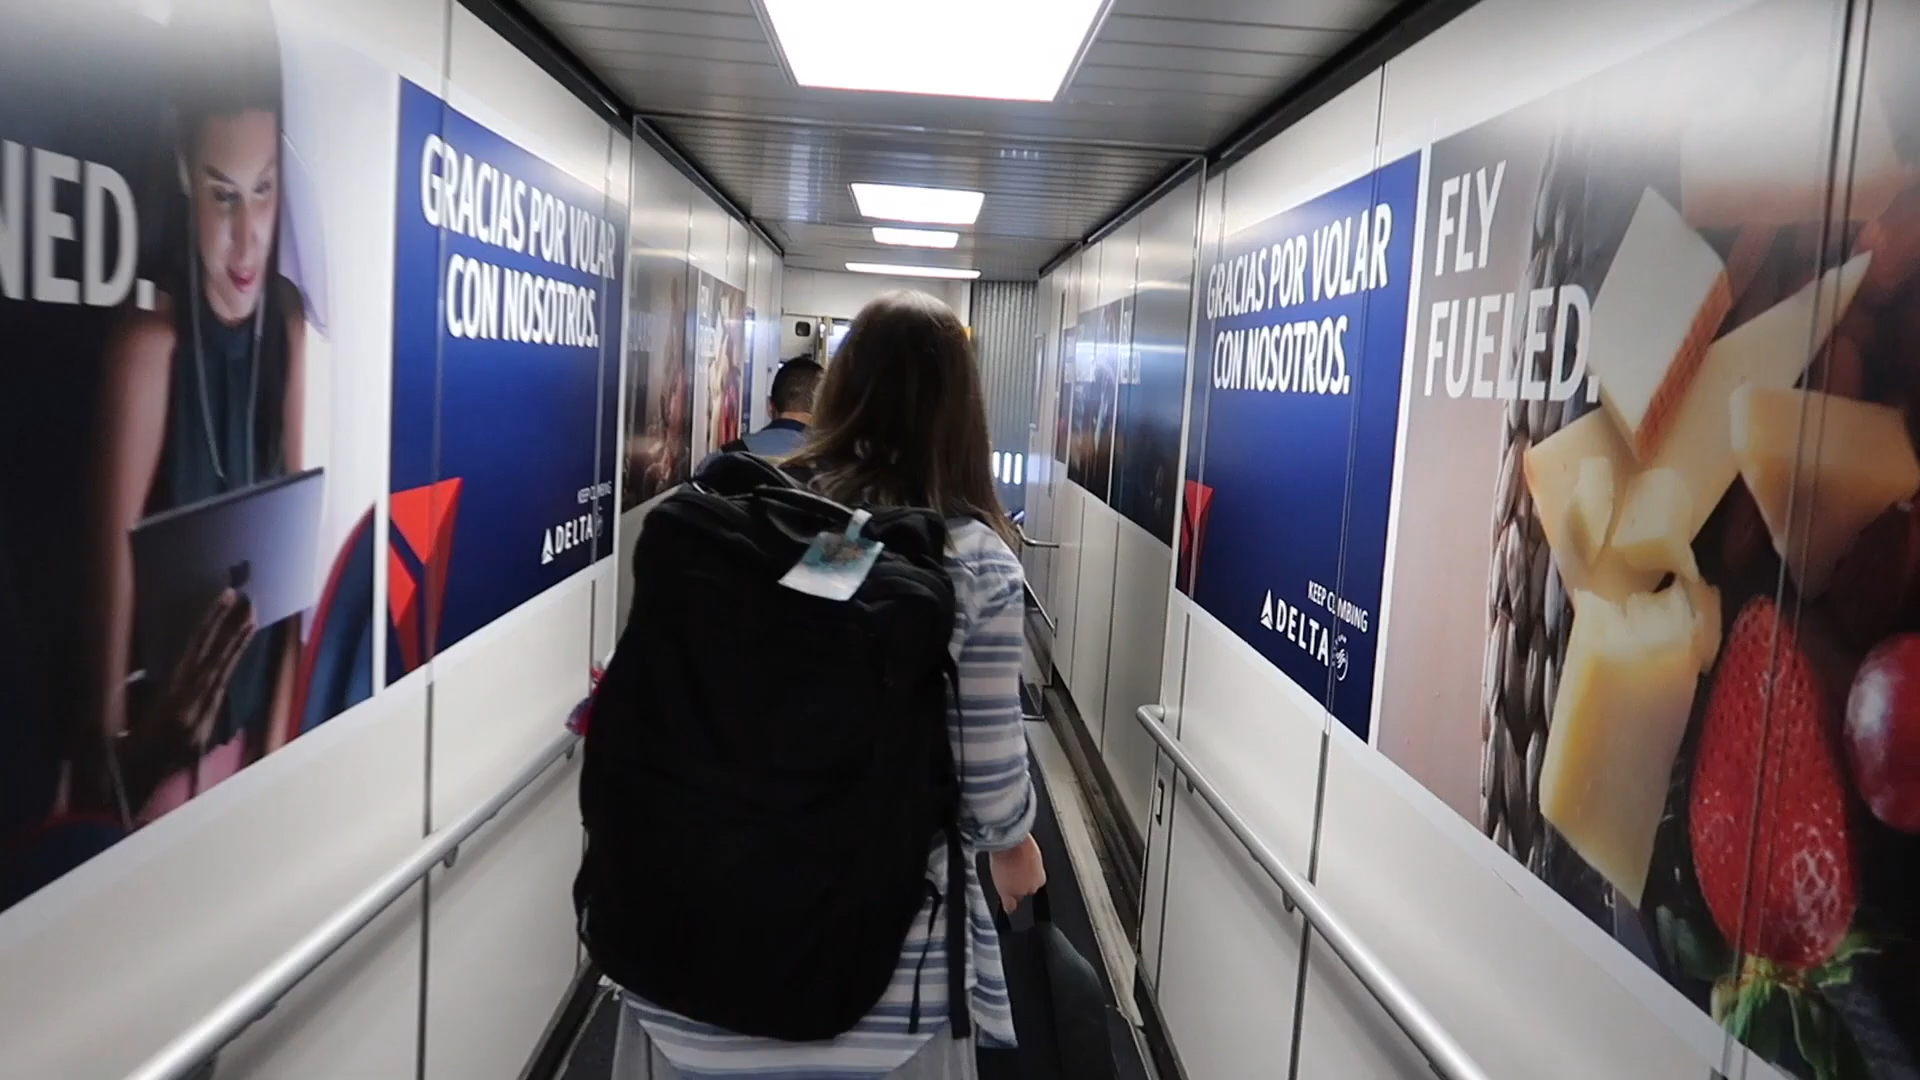 NED.
GRACIAS POR VOLAR
CON NOSOTROS.
KEEP CLIMBING
DELTA
GRACIAS POR VOLAR
CON NOSOTROS.
KEEP CLIMBING
DELTA
FLY
FUELED.